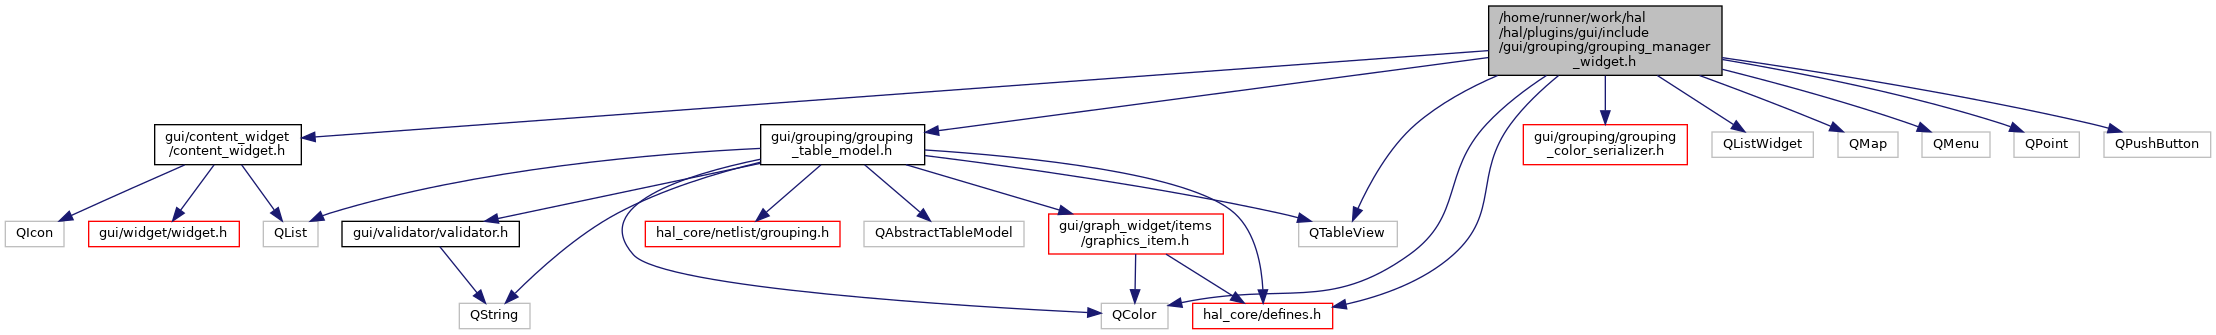 /home/runner/work/hal
/hal/plugins/gui/include
/gui/grouping/grouping_manager
_widget.h
gui/content_widget
/content_widget.h
gui/grouping/grouping
_table_model.h
gui/grouping/grouping
_color_serializer.h
QListWidget
QMap
QMenu
QPoint
QPushButton
QIcon
gui/widget/widget.h
QList
gui/validator/validator.h
hal_core/netlist/grouping.h
QAbstractTableModel
gui/graph_widget/items
/graphics_item.h
QTableView
QString
QColor
hal_core/defines.h